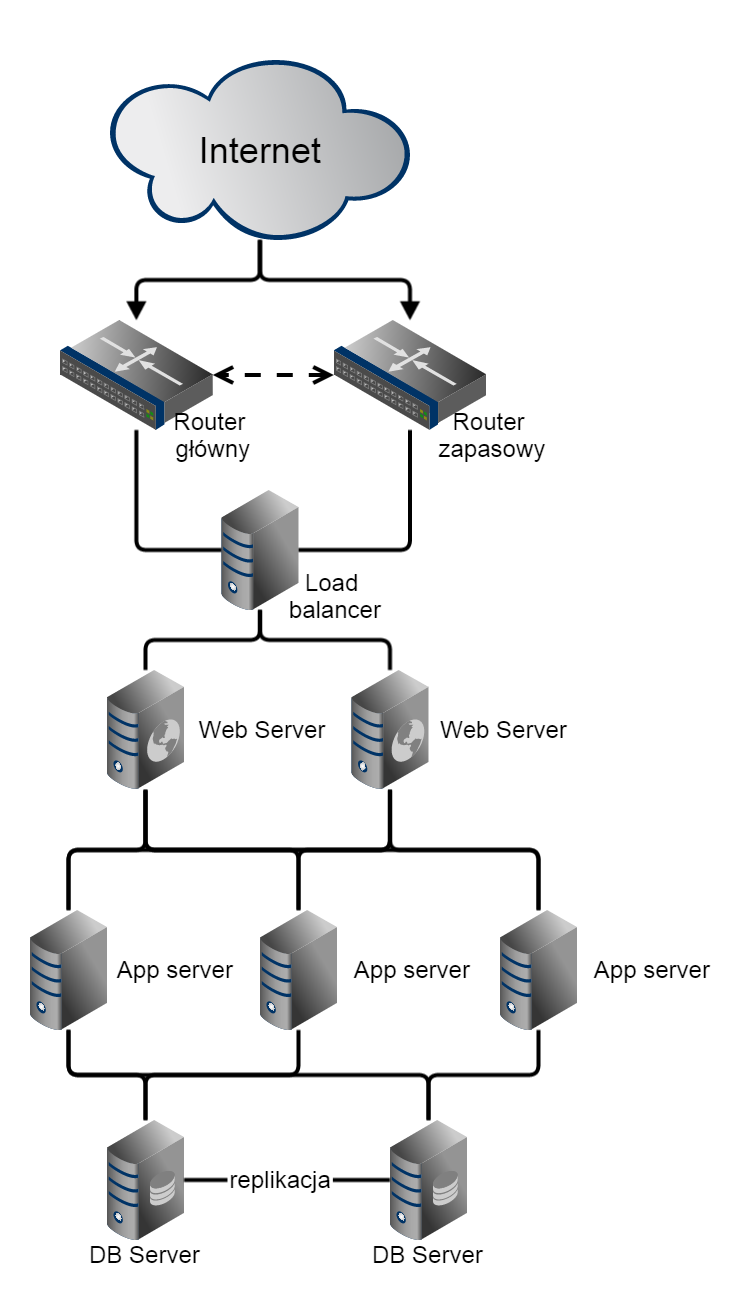 Internet
Router
główny
Router
zapasowy
Load
balancer
Web Server
Web Server
App server
App server
App server
replikacja
DB Server
DB Server